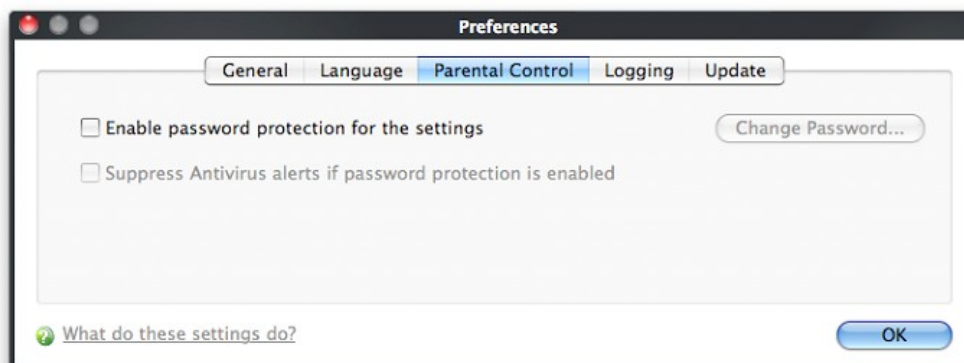 Preferences
General Language Parental Control Logging Update
Enable password protection for the settings Change Password...
Suppress Antivirus alerts if password protection is enabled
What do these settings do? OK